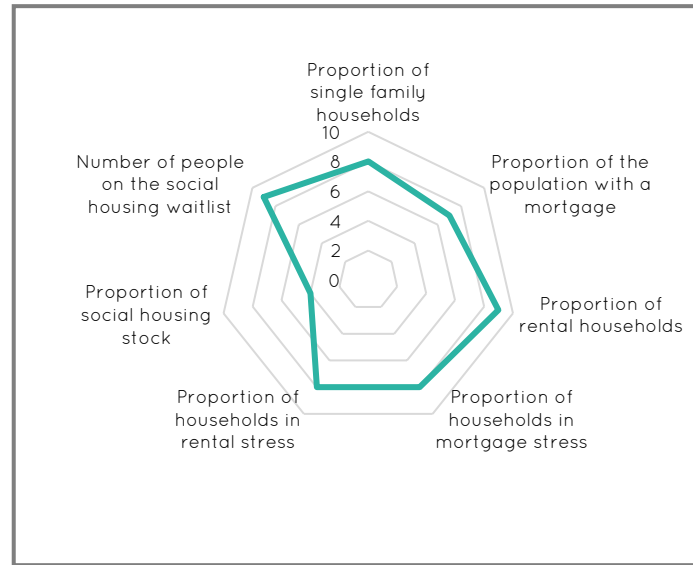 Proportion of
single family
households
10
8
6
4
2
0
Number of people
on the social
housing waitlist
Proportion of the
population with a
mortgage
Proportion of
social housing
stock
Proportion of
rental households
Proportion of
households in
rental stress
Proportion of
households in
mortgage stress